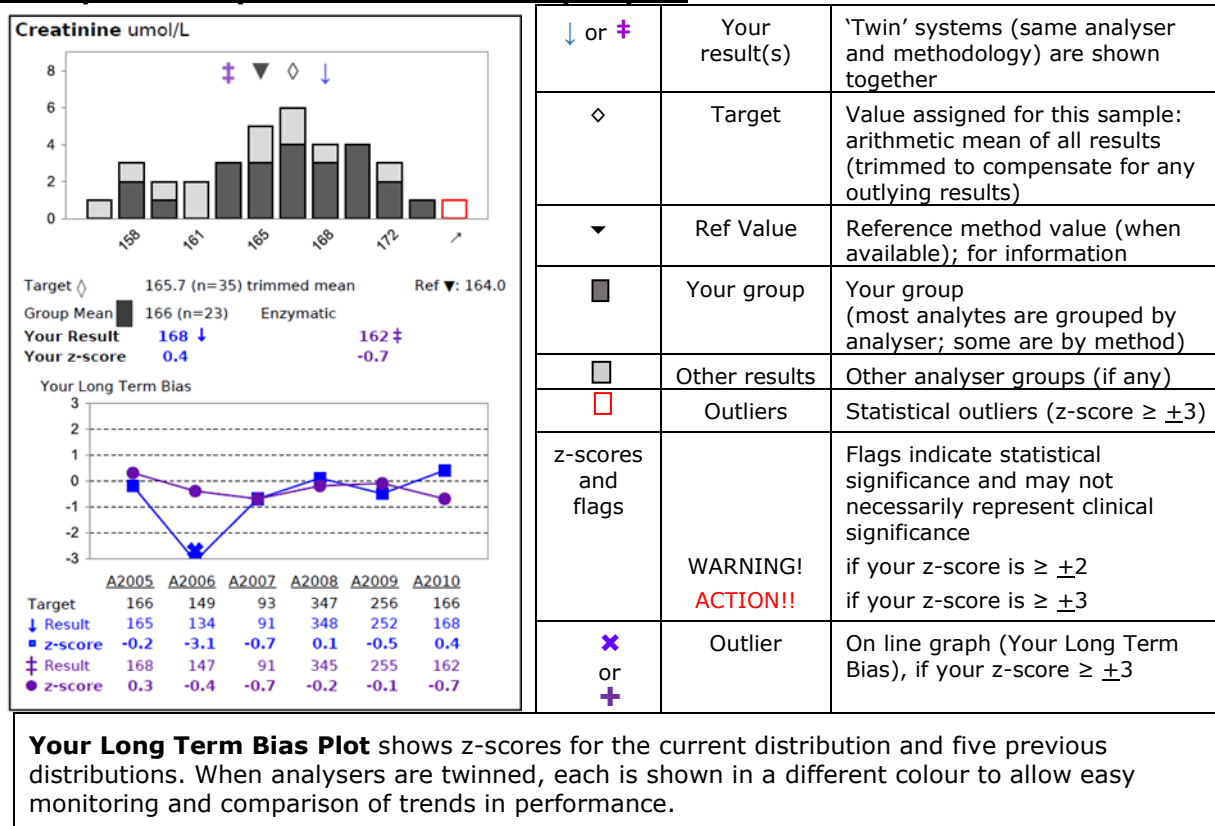 Creatinine umol/L
8
6
4
2
0
‡ ▼ ◊ ↓
158 161 165 168 172 →
Target ◊ 165.7 (n=35) trimmed mean Ref ▼: 164.0
Group Mean 166 (n=23) Enzymatic
Your Result 168 ↓ 162 ‡
Your z-score 0.4 -0.7
Your Long Term Bias
3
2
1
0
-1
-2
-3
A2005 A2006 A2007 A2008 A2009 A2010
Target 166 149 93 347 256 166
↓ Result 165 134 91 348 252 168
z-score -0.2 -3.1 -0.7 0.1 -0.5 0.4
‡ Result 168 147 91 345 255 162
z-score 0.3 -0.4 -0.7 -0.2 -0.1 -0.7
↓ or ‡ Your ‘Twin’ systems (same analyser
result(s) and methodology) are shown
together
◊ Target Value assigned for this sample:
arithmetic mean of all results
(trimmed to compensate for any
outlying results)
▼ Ref Value Reference method value (when
available); for information
Your group Your group
(most analytes are grouped by
analyser; some are by method)
Other results Other analyser groups (if any)
Outliers Statistical outliers (z-score ≥ +3)
z-scores Flags indicate statistical
and significance and may not
flags necessarily represent clinical
significance
WARNING! if your z-score is ≥ +2
ACTION!! if your z-score is ≥ +3
Outlier On line graph (Your Long Term
or Bias), if your z-score ≥ +3
Your Long Term Bias Plot shows z-scores for the current distribution and five previous
distributions. When analysers are twinned, each is shown in a different colour to allow easy
monitoring and comparison of trends in performance.